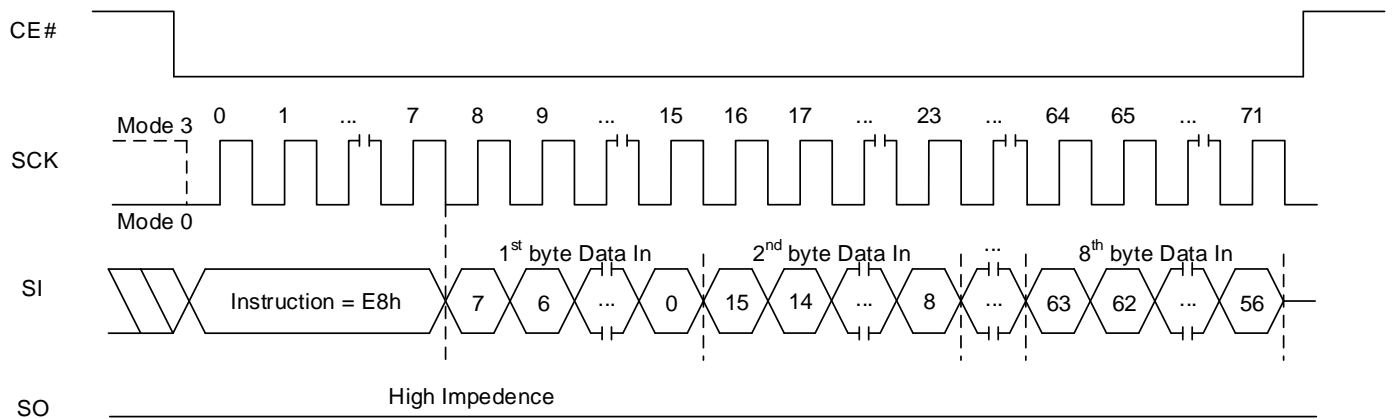 CE#
0 1 ... 7 8 9 ... 15 16 17 ... 23 ... 64 65 ... 71
Mode 3
SCK
Mode 0
1st byte Data In 2nd byte Data In ... 8th byte Data In
SI
Instruction = E8h 7 6 ... 0 15 14 ... 8 ... 63 62 ... 56
High Impedence
SO